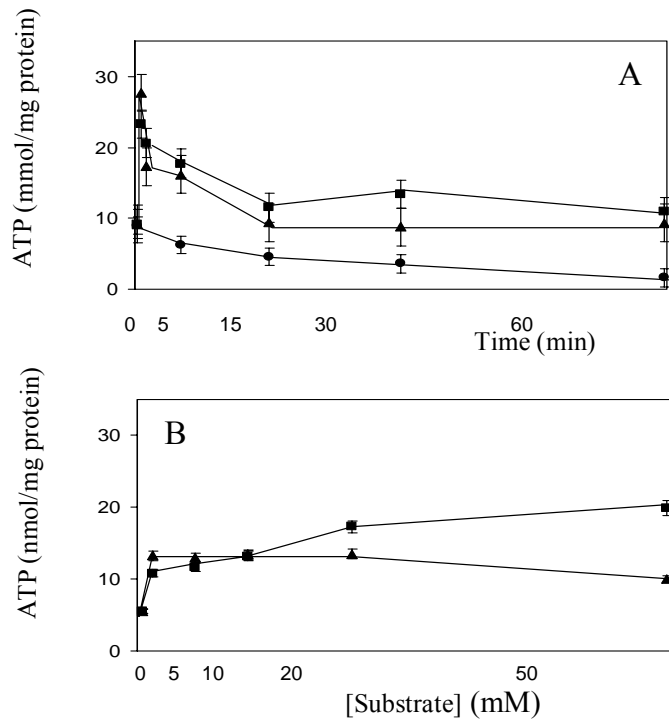 A
ATP (mmol/mg protein)
30
20
10
0
0 5 15 30 60
Time (min)
B
ATP (nmol/mg protein)
30
20
10
0
0 5 10 20 50
[Substrate] (mM)